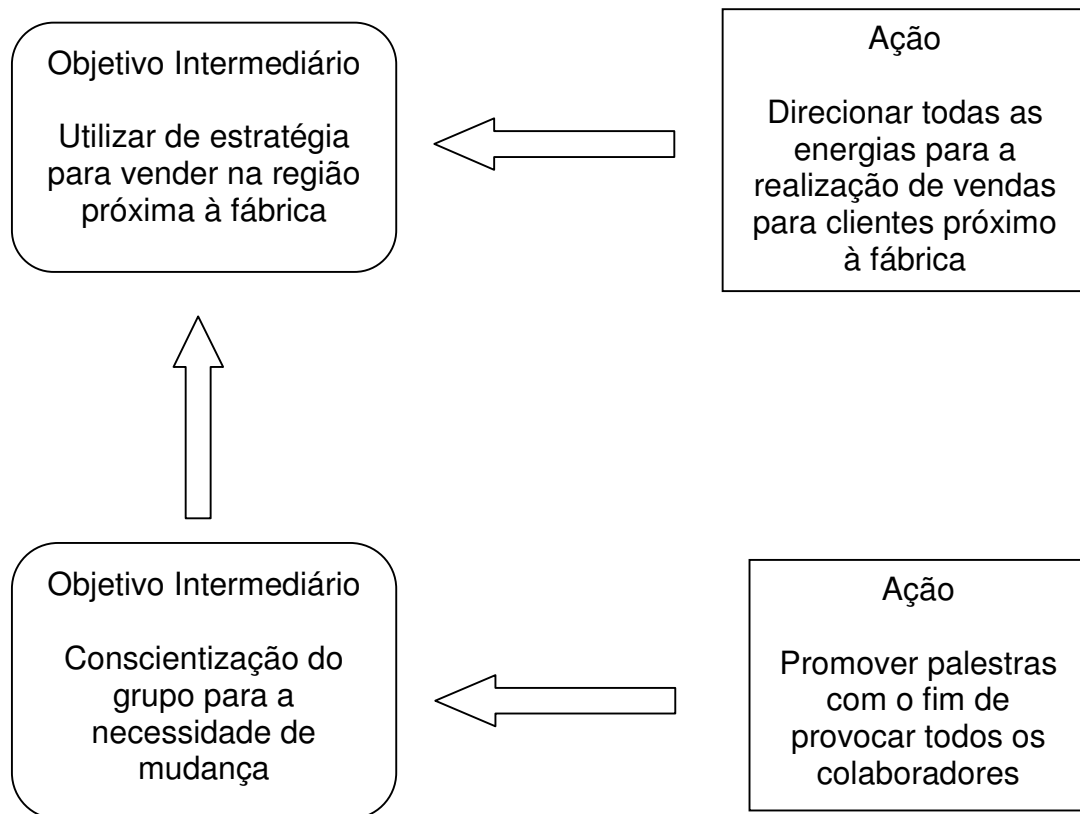 Objetivo Intermediário
Utilizar de estratégia
para vender na região
próxima à fábrica
Ação
Direcionar todas as
energias para a
realização de vendas
para clientes próximo
à fábrica
Objetivo Intermediário
Conscientização do
grupo para a
necessidade de
mudança
Ação
Promover palestras
com o fim de
provocar todos os
colaboradores